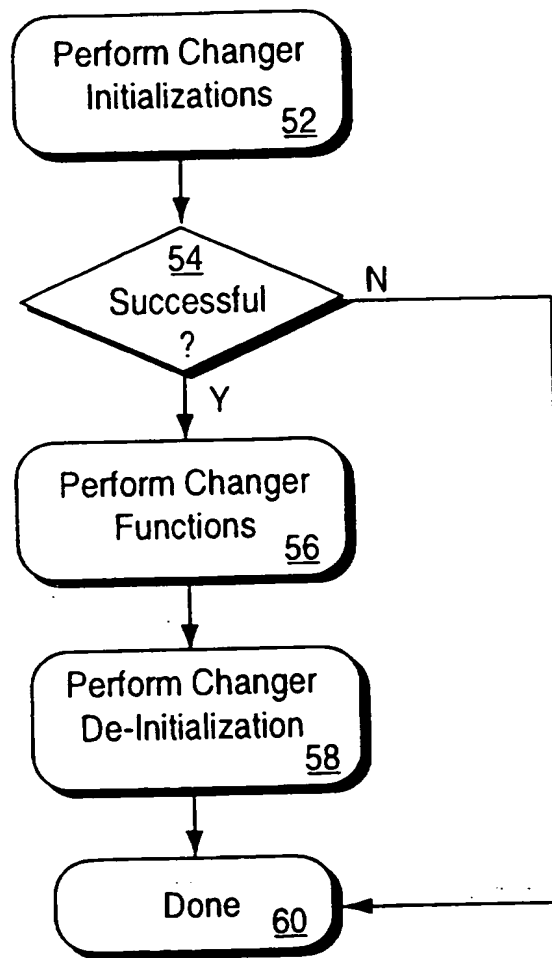 Perform Changer
Initializations
52
54
Successful
?
N
Y
Perform Changer
Functions
56
Perform Changer
De-Initialization
58
Done
60